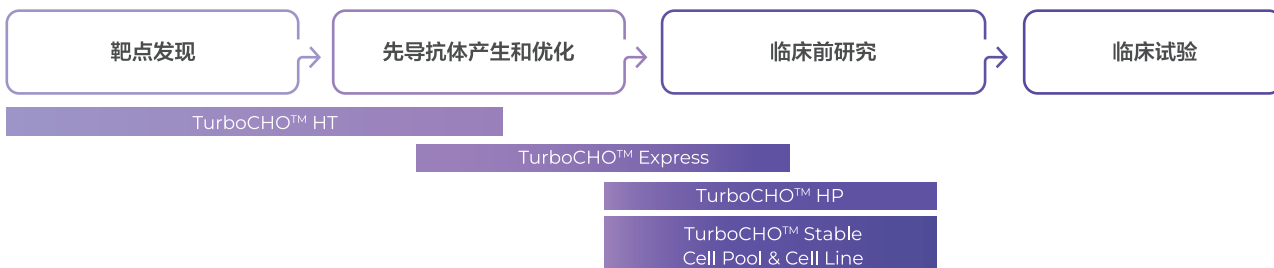 靶点发现
先导抗体产生和优化
临床前研究
临床试验
TurboCHO™ HT
TurboCHO™ Express
TurboCHO™ HP
TurboCHO™ Stable
Cell Pool & Cell Line